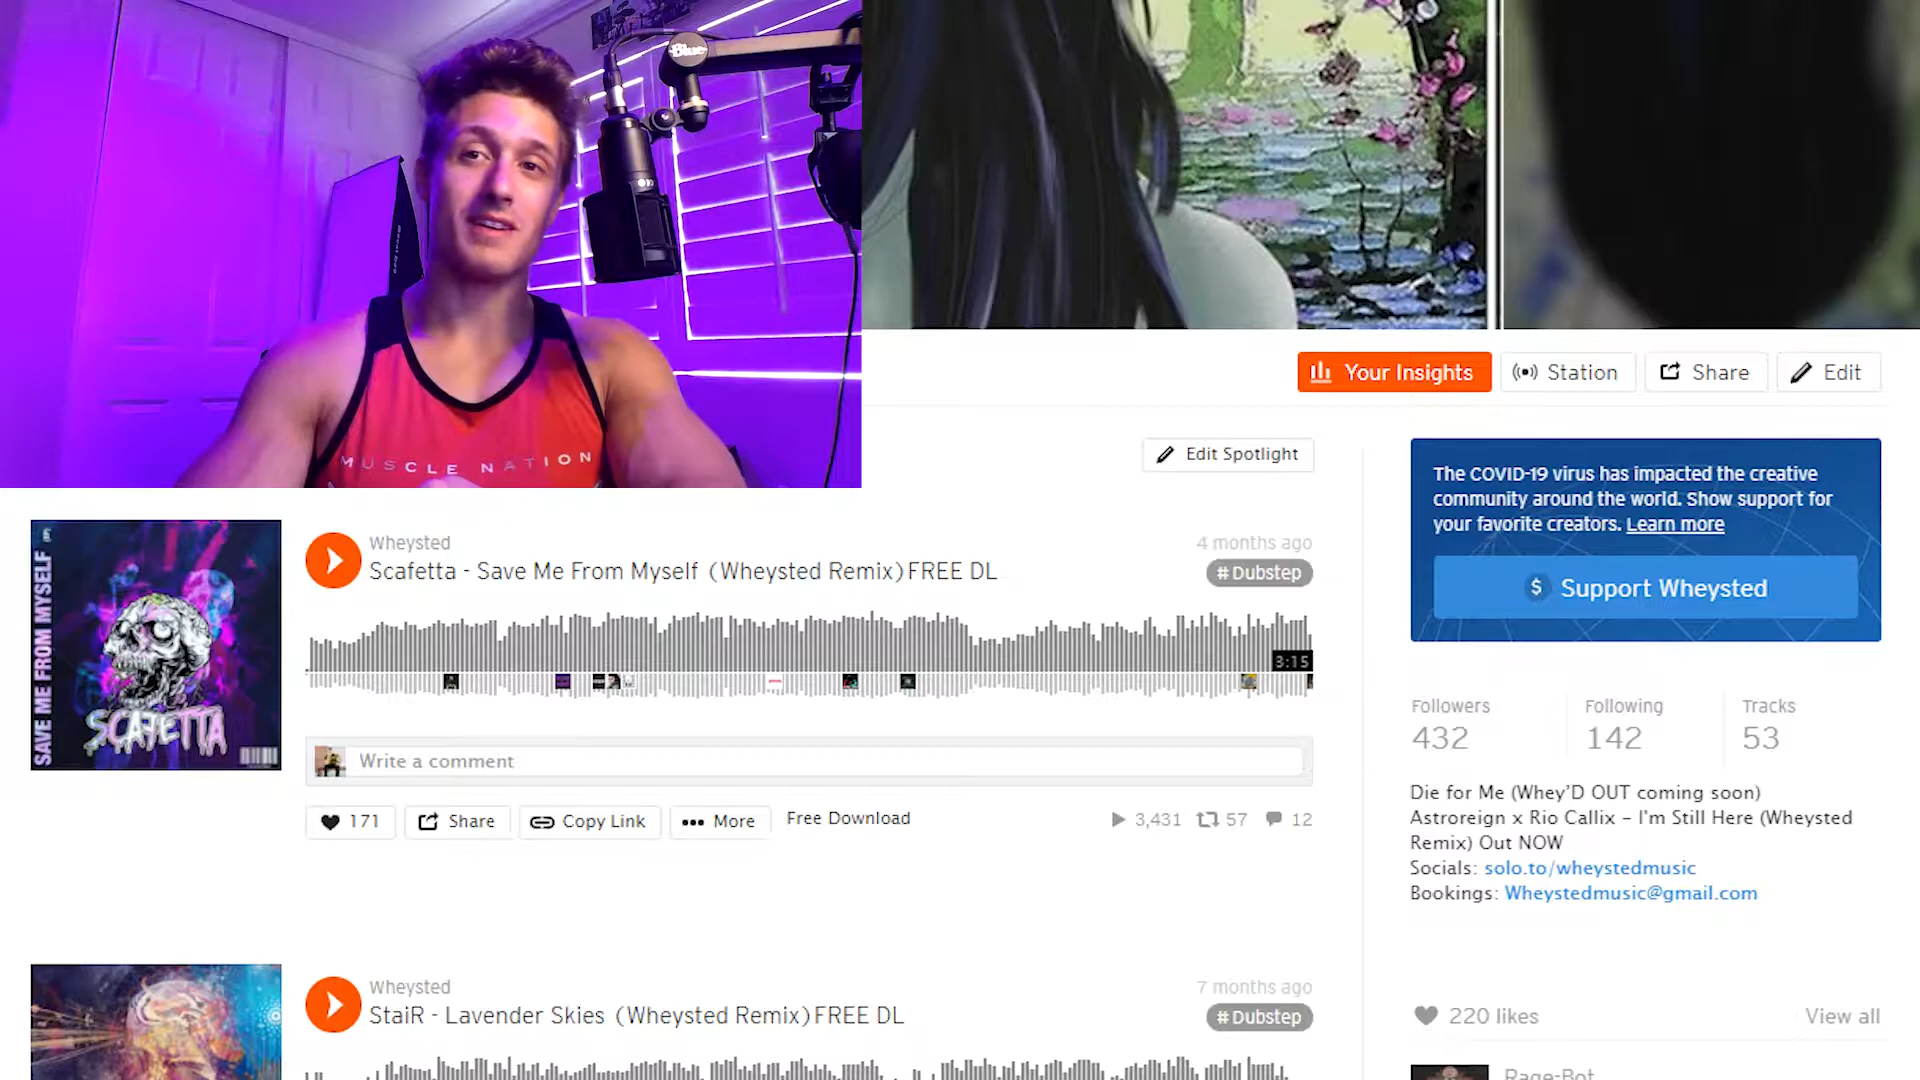 Blue
MUSCLE NATION
Your Insights
Station
Share
Edit
Edit Spotlight
The COVID-19 virus has impacted the creative
community around the world. Show support for
your favorite creators. Learn more
$ Support Wheysted
SAVE ME FROM MYSELF
SCAFETTA
Wheysted
4 months ago
Scafetta - Save Me From Myself (Wheysted Remix) FREE DL
# Dubstep
3:15
Write a comment
171
Share
Copy Link
More
Free Download
3,431
57
12
Followers
432
Following
142
Tracks
53
Die for Me (Whey'D OUT coming soon)
Astroreign x Rio Callix – I'm Still Here (Wheysted
Remix) Out NOW
Socials: solo.to/wheystedmusic
Bookings: Wheystedmusic@gmail.com
Wheysted
7 months ago
StaiR - Lavender Skies (Wheysted Remix) FREE DL
# Dubstep
220 likes
View all
Rage-Bot